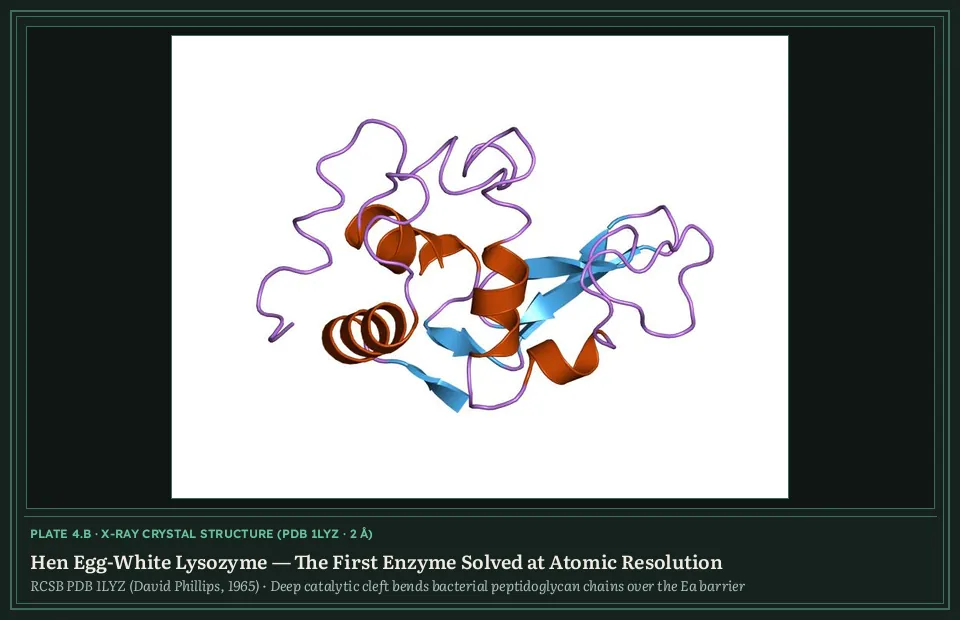 PLATE 4.B · X-RAY CRYSTAL STRUCTURE (PDB 1LYZ · 2 Å)
Hen Egg-White Lysozyme — The First Enzyme Solved at Atomic Resolution
RCSB PDB 1LYZ (David Phillips, 1965) · Deep catalytic cleft bends bacterial peptidoglycan chains over the Ea barrier